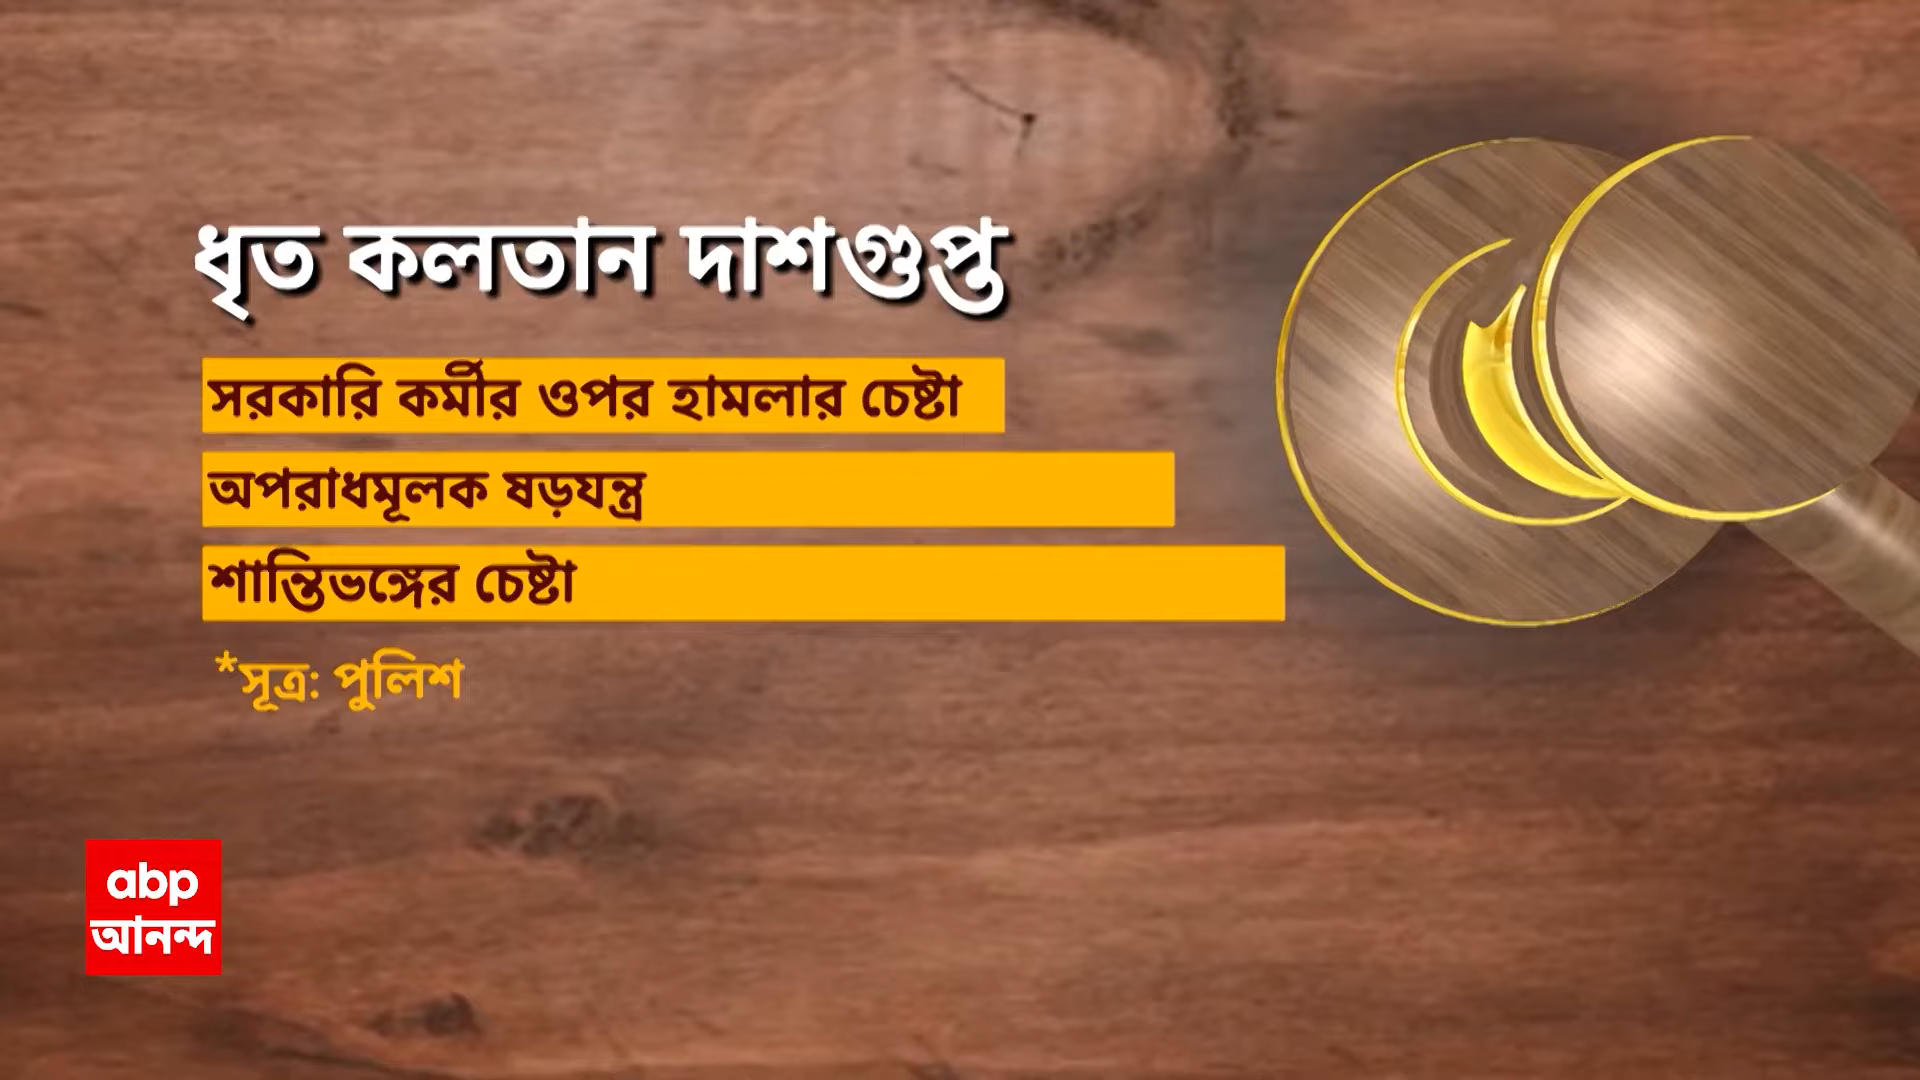 ধৃত কলতান দাশগুপ্ত
সরকারি কর্মীর ওপর হামলার চেষ্টা
অপরাধমূলক ষড়যন্ত্র
শান্তিভঙ্গের চেষ্টা
*সূত্র: পুলিশ
abp
আনন্দ